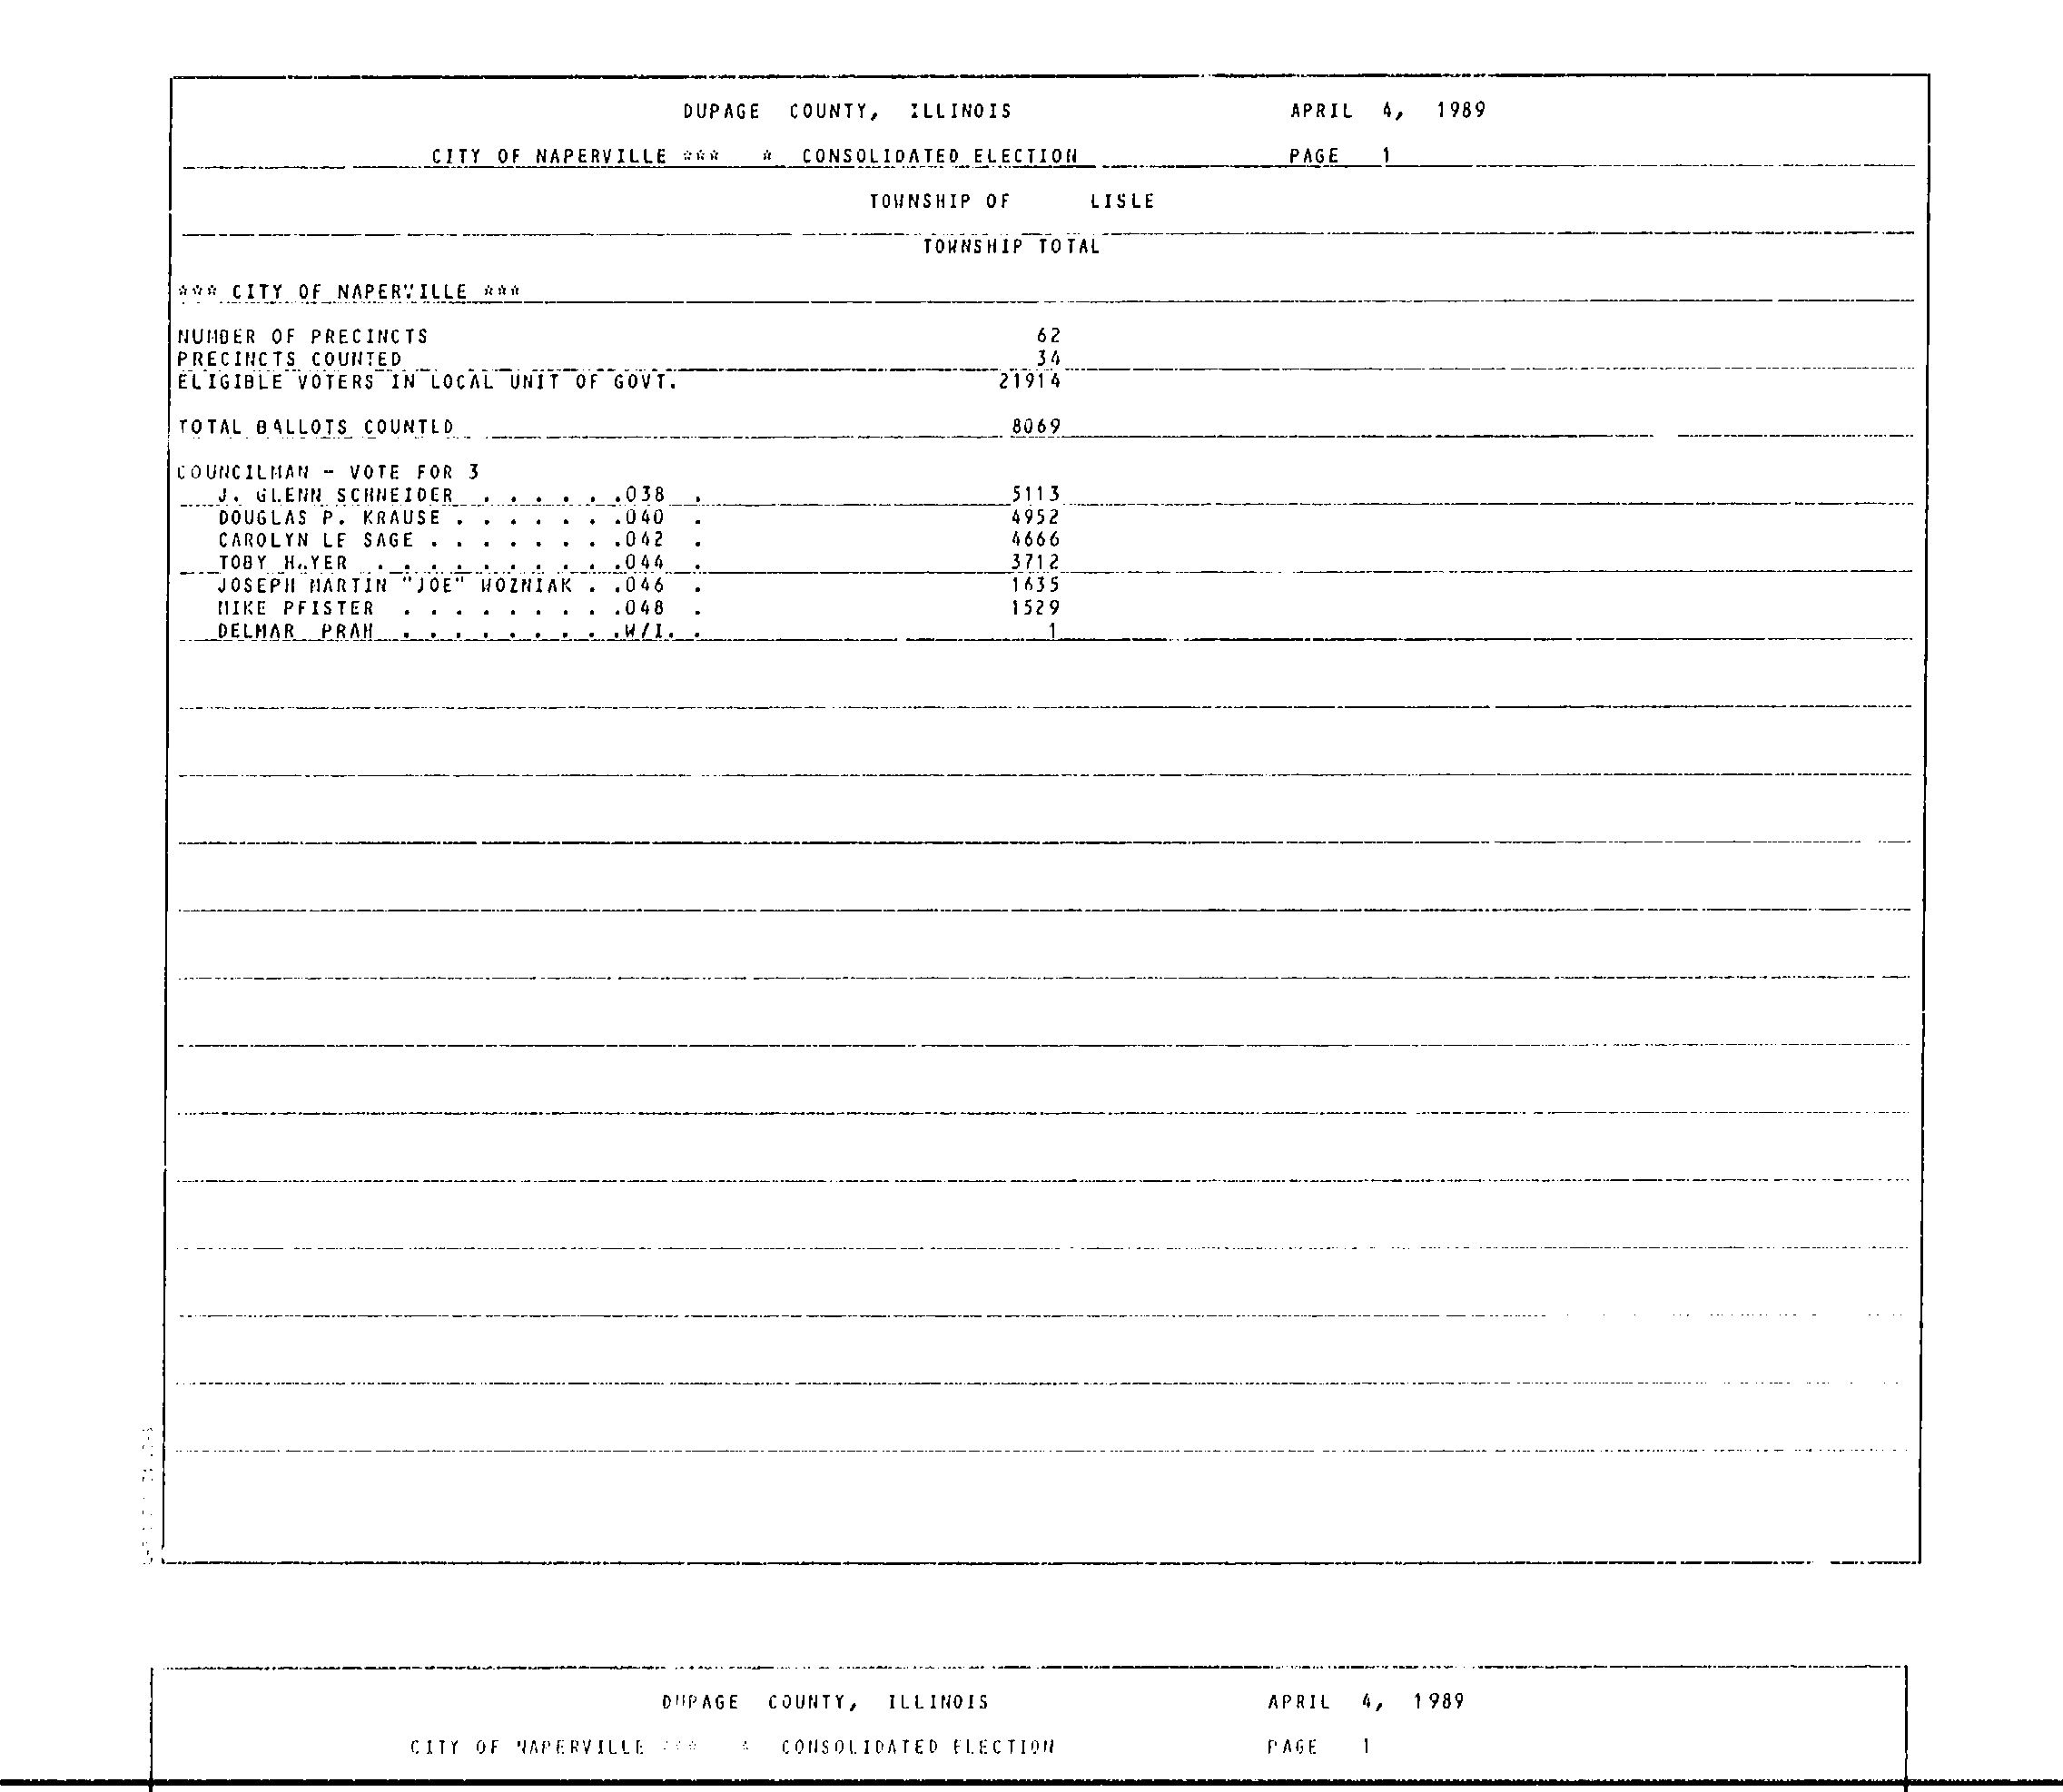 DUPAGE COUNTY, ILLINOIS APRIL 4, 1989
CITY OF NAPERVILLE *** * CONSOLIDATED ELECTION PAGE 1
TOWNSHIP OF LISLE
TOWNSHIP TOTAL
*** CITY OF NAPERVILLE ***
NUMBER OF PRECINCTS 62
PRECINCTS COUNTED 34
ELIGIBLE VOTERS IN LOCAL UNIT OF GOVT. 21914
TOTAL BALLOTS COUNTED 8069
COUNCILMAN - VOTE FOR 3
J. GLENN SCHNEIDER . . . . . .038 . 5113
DOUGLAS P. KRAUSE . . . . . . .040 . 4952
CAROLYN LE SAGE . . . . . . . .042 . 4666
TOBY . . . . . . . . . .044 . 3712
JOSEPH MARTIN "JOE" WOZNIAK . .046 . 1635
MIKE PFISTER . . . . . . . . .048 . 1529
DELMAR PRAH . . . . . . . . .W/I. . 1
DUPAGE COUNTY, ILLINOIS APRIL 4, 1989
CITY OF NAPERVILLE *** * CONSOLIDATED ELECTION PAGE 1